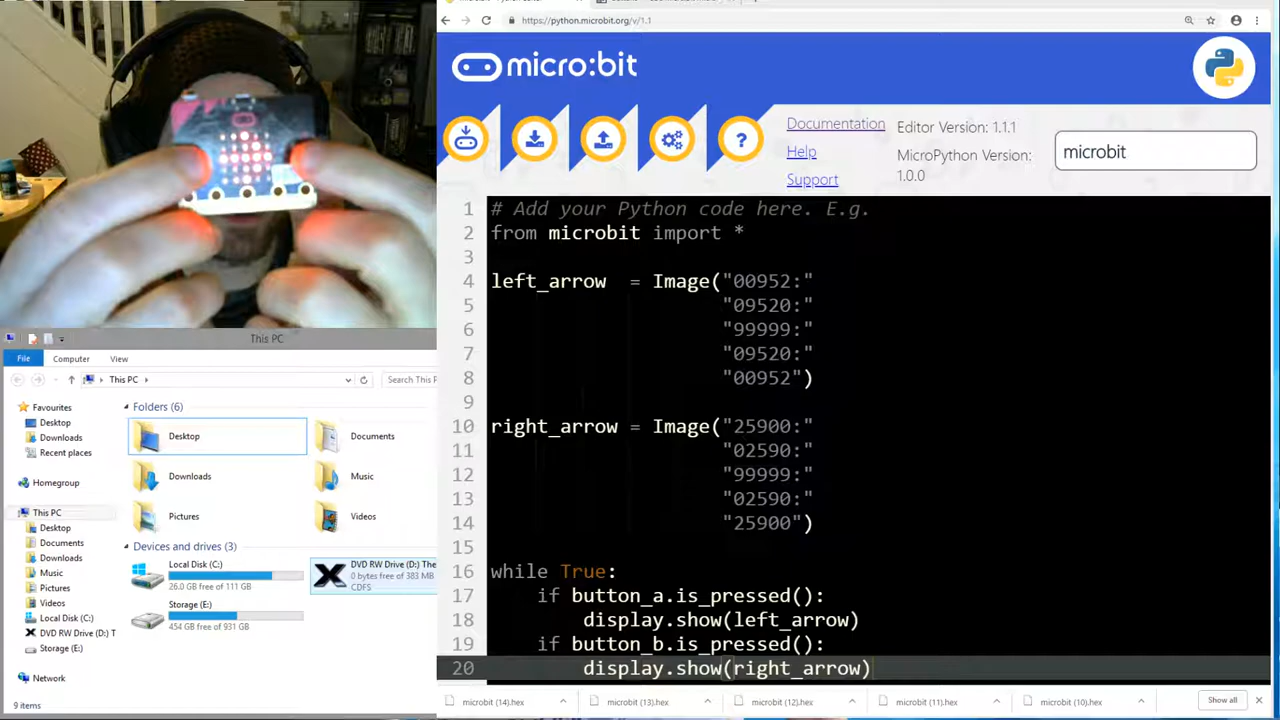 https://python.microbit.org/v/1.1
micro:bit
Documentation
Help
Support
Editor Version: 1.1.1
MicroPython Version:
1.0.0
microbit
?
1 # Add your Python code here. E.g.
2 from microbit import *
3
4 left_arrow = Image("00952:"
5 "09520:"
6 "99999:"
7 "09520:"
8 "00952")
9
10 right_arrow = Image("25900:"
11 "02590:"
12 "99999:"
13 "02590:"
14 "25900")
15
16 while True:
17 if button_a.is_pressed():
18 display.show(left_arrow)
19 if button_b.is_pressed():
20 display.show(right_arrow)
This PC
File Computer View
This PC
Search This P
Favourites
Desktop
Downloads
Recent places
Homegroup
This PC
Desktop
Documents
Downloads
Music
Pictures
Videos
Local Disk (C:)
DVD RW Drive (D:) T
Storage (E:)
Network
Folders (6)
Desktop
Documents
Downloads
Music
Pictures
Videos
Devices and drives (3)
Local Disk (C:)
26.0 GB free of 111 GB
DVD RW Drive (D:) The
0 bytes free of 383 MB
CDFS
Storage (E:)
454 GB free of 931 GB
9 items
microbit (14).hex
microbit (13).hex
microbit (12).hex
microbit (11).hex
microbit (10).hex
Show all